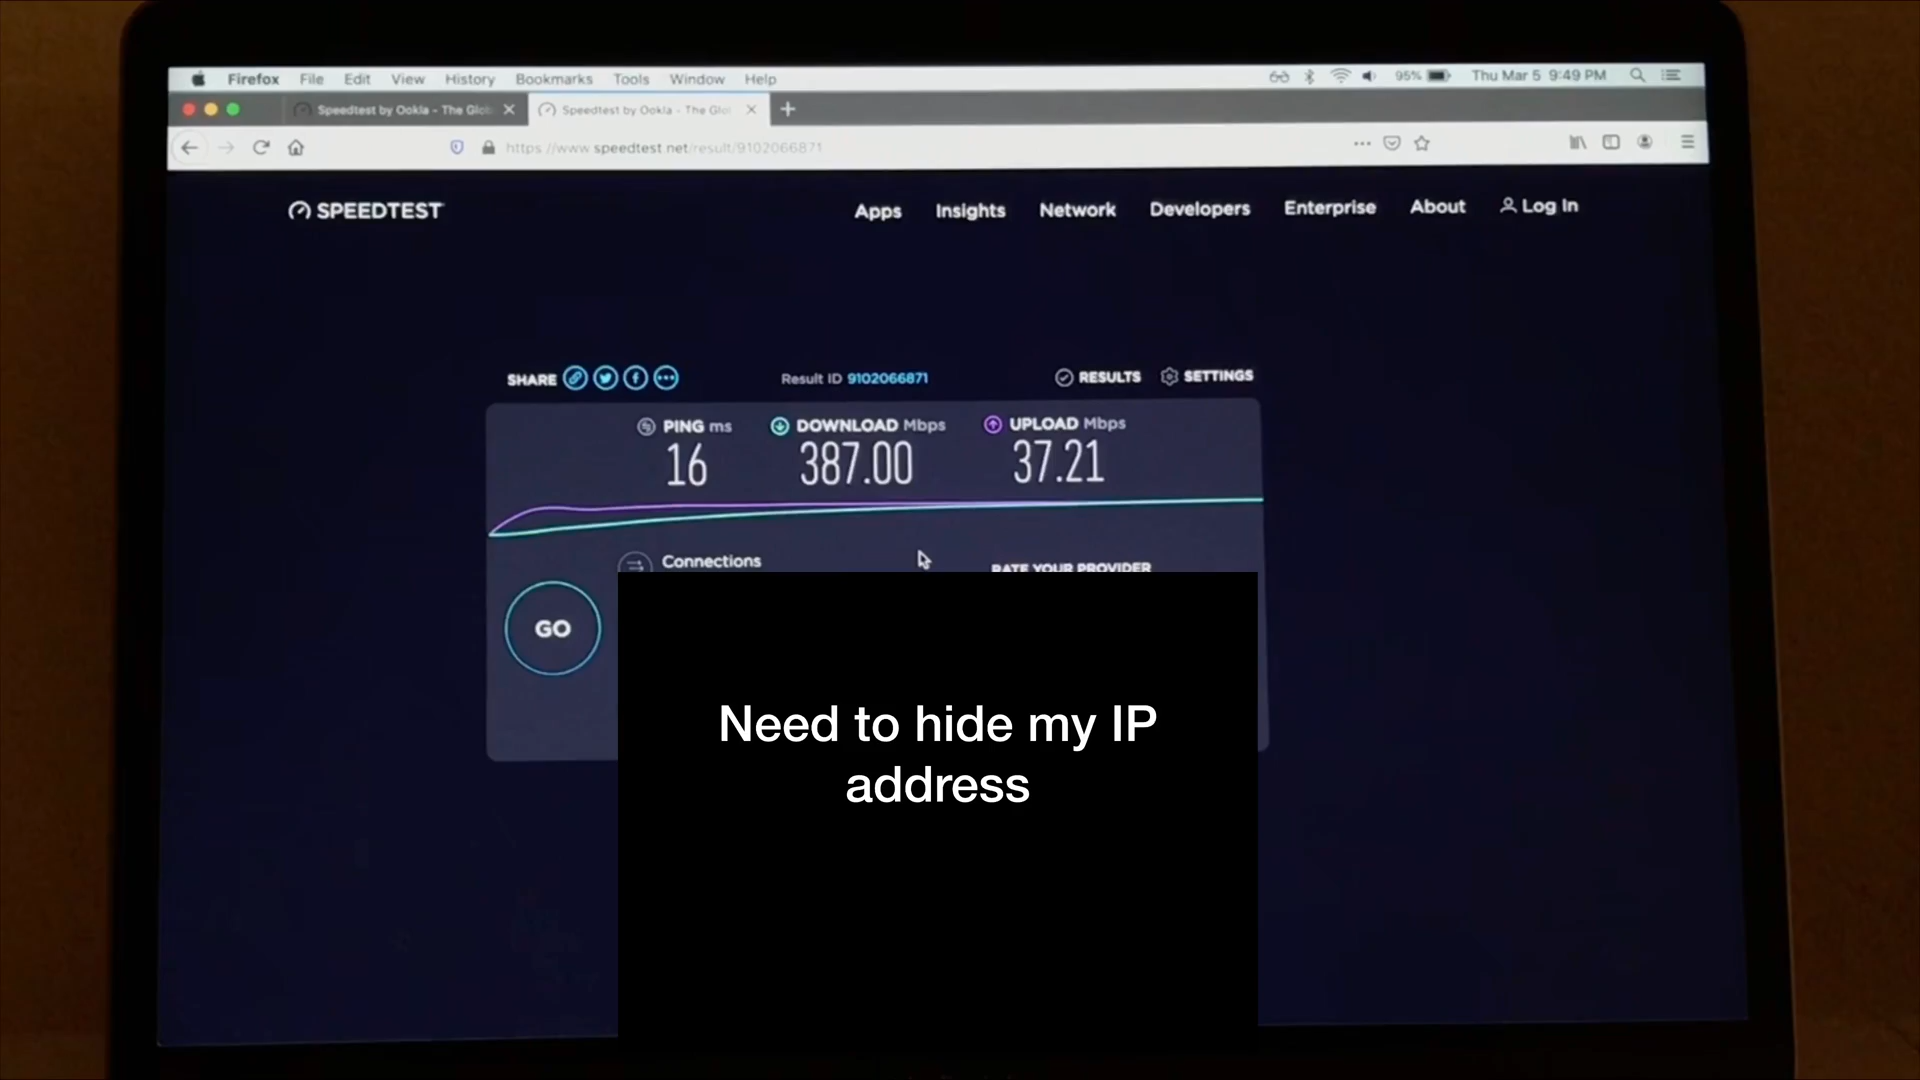 Firefox File Edit View History Bookmarks Tools Window Help 95% Thu Mar 5 9:49 PM
Speedtest by Ookla - The Glo Speedtest by Ookla - The Glo
https://www.speedtest.net/result/9102066871
SPEEDTEST Apps Insights Network Developers Enterprise About Log In
SHARE Result ID 9102066871 RESULTS SETTINGS
PING ms DOWNLOAD Mbps UPLOAD Mbps
16 387.00 37.21
Connections RATE YOUR PROVIDER
GO
Need to hide my IP
address